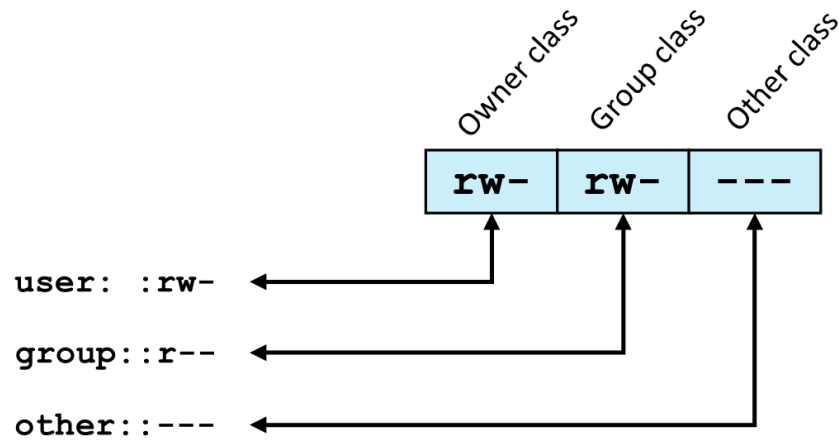 Owner class
Group class
Other class
rw- rw- ---
user: :rw-
group::r--
other::---